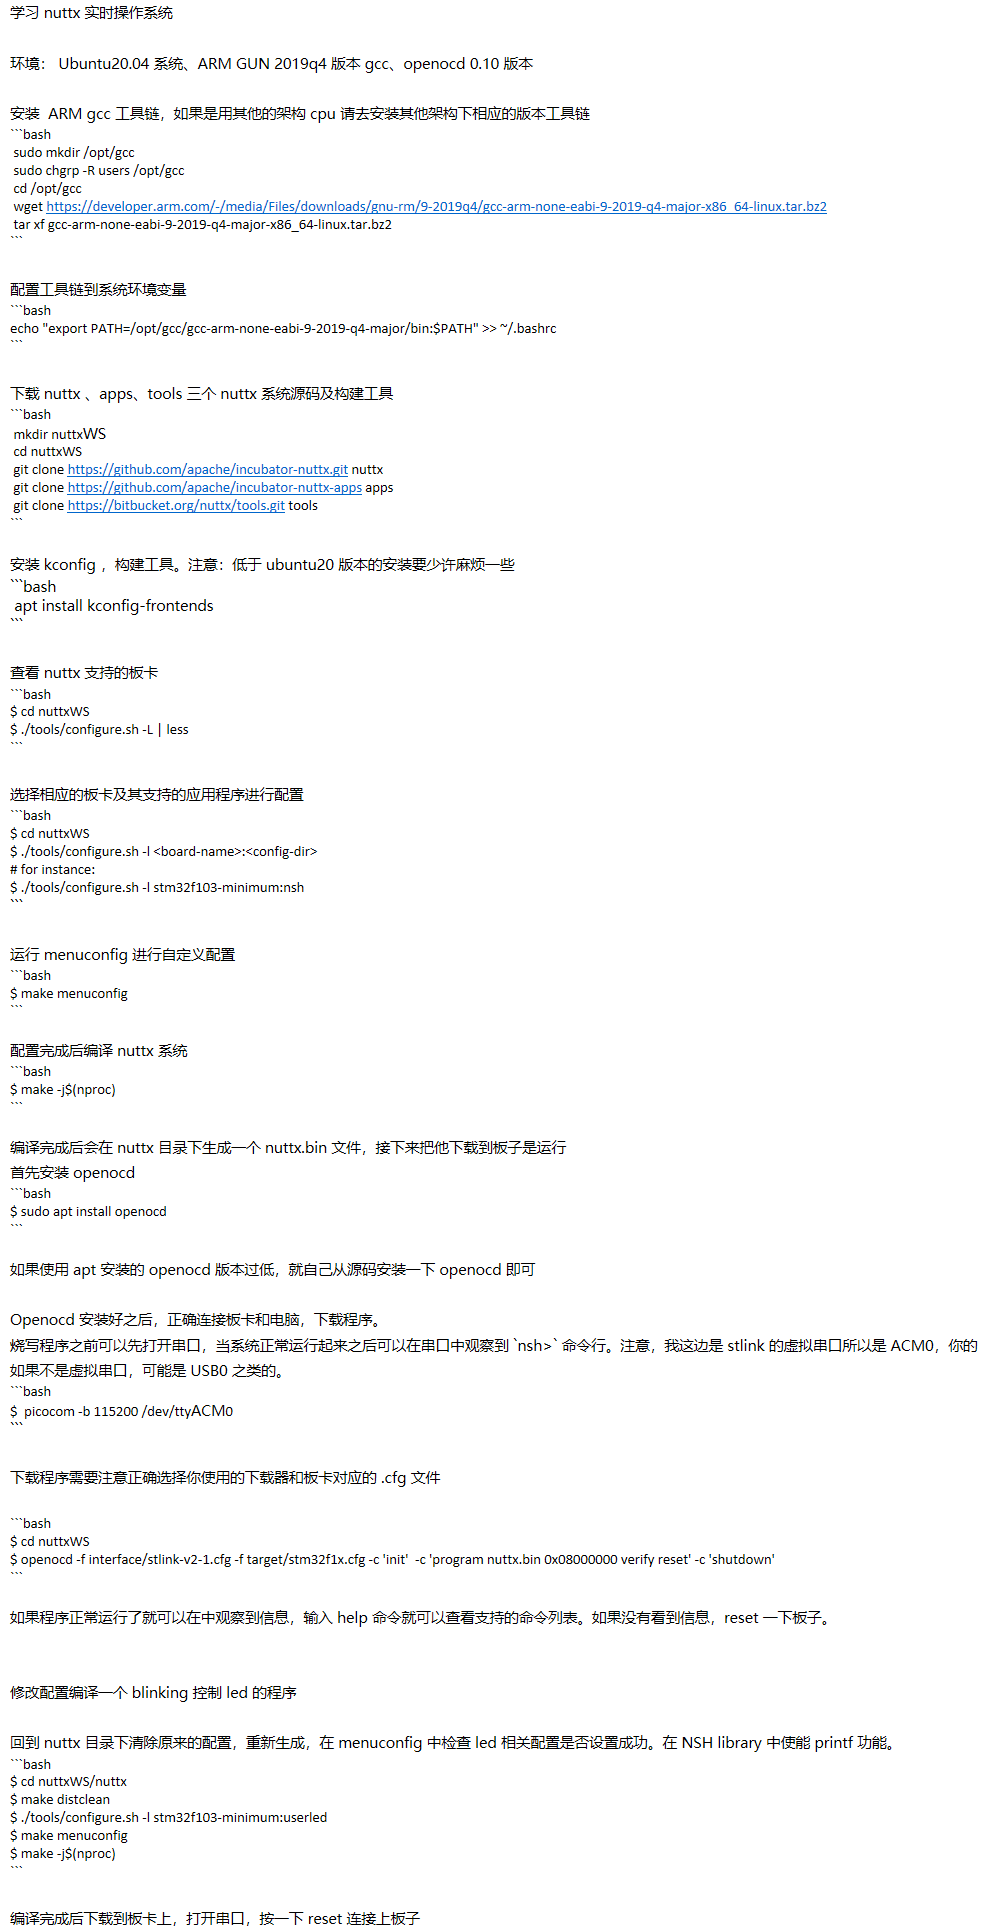 学习 nuttx 实时操作系统
环境： Ubuntu20.04 系统、ARM GUN 2019q4 版本 gcc、openocd 0.10 版本
安装  ARM gcc 工具链，如果是用其他的架构 cpu 请去安装其他架构下相应的版本工具链
```bash
sudo mkdir /opt/gcc
sudo chgrp -R users /opt/gcc
cd /opt/gcc
wget https://developer.arm.com/-/media/Files/downloads/gnu-rm/9-2019q4/gcc-arm-none-eabi-9-2019-q4-major-x86_64-linux.tar.bz2
tar xf gcc-arm-none-eabi-9-2019-q4-major-x86_64-linux.tar.bz2
```
配置工具链到系统环境变量
```bash
echo "export PATH=/opt/gcc/gcc-arm-none-eabi-9-2019-q4-major/bin:$PATH" >> ~/.bashrc
```
下载 nuttx 、apps、tools 三个 nuttx 系统源码及构建工具
```bash
mkdir nuttxWS
cd nuttxWS
git clone https://github.com/apache/incubator-nuttx.git nuttx
git clone https://github.com/apache/incubator-nuttx-apps apps
git clone https://bitbucket.org/nuttx/tools.git tools
```
安装 kconfig ，构建工具。注意：低于 ubuntu20 版本的安装要少许麻烦一些
```bash
apt install kconfig-frontends
```
查看 nuttx 支持的板卡
```bash
$ cd nuttxWS
$ ./tools/configure.sh -L | less
```
选择相应的板卡及其支持的应用程序进行配置
```bash
$ cd nuttxWS
$ ./tools/configure.sh -l <board-name>:<config-dir>
# for instance:
$ ./tools/configure.sh -l stm32f103-minimum:nsh
```
运行 menuconfig 进行自定义配置
```bash
$ make menuconfig
```
配置完成后编译 nuttx 系统
```bash
$ make -j$(nproc)
```
编译完成后会在 nuttx 目录下生成一个 nuttx.bin 文件，接下来把他下载到板子是运行
首先安装 openocd
```bash
$ sudo apt install openocd
```
如果使用 apt 安装的 openocd 版本过低，就自己从源码安装一下 openocd 即可
Openocd 安装好之后，正确连接板卡和电脑，下载程序。
烧写程序之前可以先打开串口，当系统正常运行起来之后可以在串口中观察到 `nsh>` 命令行。注意，我这边是 stlink 的虚拟串口所以是 ACM0，你的
如果不是虚拟串口，可能是 USB0 之类的。
```bash
$  picocom -b 115200 /dev/ttyACM0
```
下载程序需要注意正确选择你使用的下载器和板卡对应的 .cfg 文件
```bash
$ cd nuttxWS
$ openocd -f interface/stlink-v2-1.cfg -f target/stm32f1x.cfg -c 'init'  -c 'program nuttx.bin 0x08000000 verify reset' -c 'shutdown'
```
如果程序正常运行了就可以在中观察到信息，输入 help 命令就可以查看支持的命令列表。如果没有看到信息，reset 一下板子。
修改配置编译一个 blinking 控制 led 的程序
回到 nuttx 目录下清除原来的配置，重新生成，在 menuconfig 中检查 led 相关配置是否设置成功。在 NSH library 中使能 printf 功能。
```bash
$ cd nuttxWS/nuttx
$ make distclean
$ ./tools/configure.sh -l stm32f103-minimum:userled
$ make menuconfig
$ make -j$(nproc)
```
编译完成后下载到板卡上，打开串口，按一下 reset 连接上板子